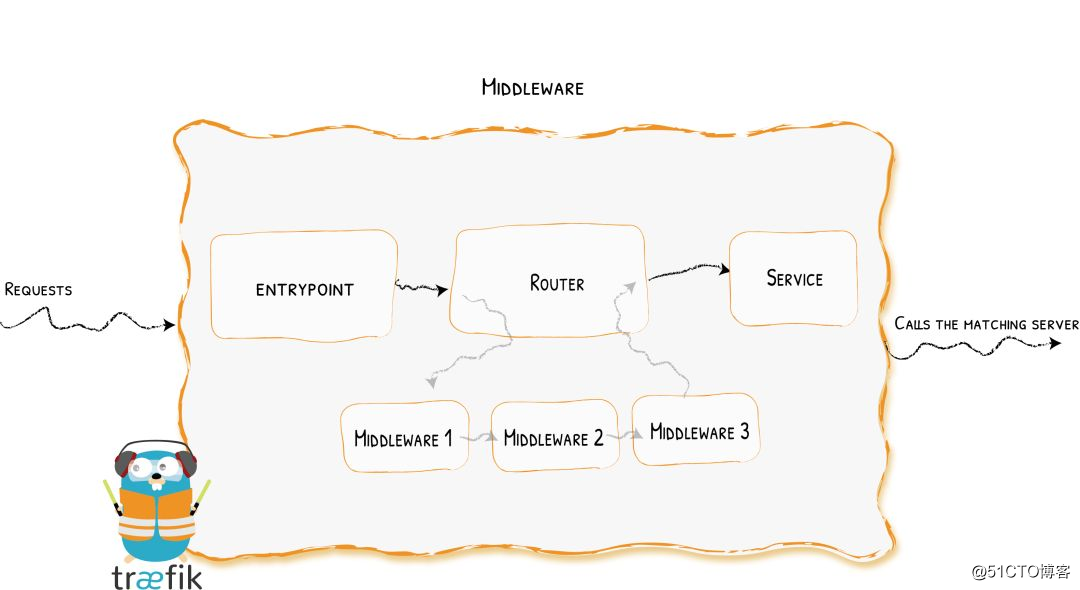 Middleware
Requests
entrypoint
Router
Service
Calls the matching server
Middleware 1
Middleware 2
Middleware 3
træfik
@51CTO博客